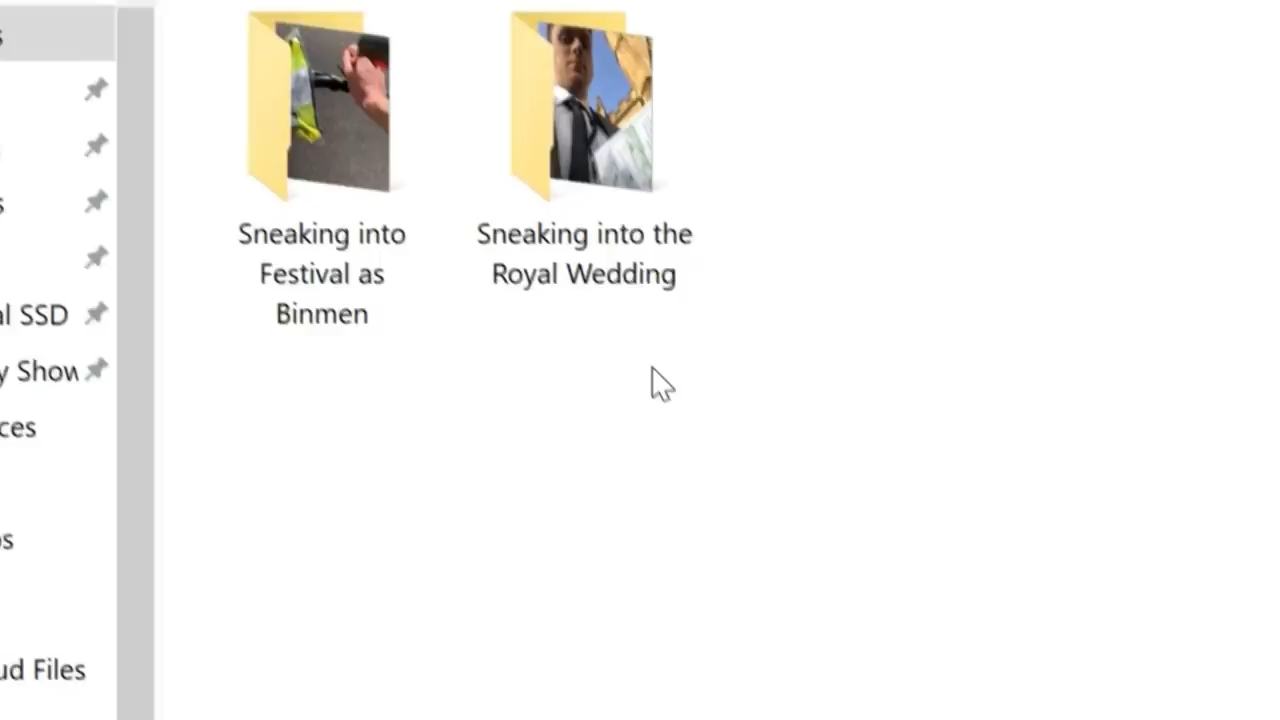 al SSD
y Show
ces
ud Files
Sneaking into
Festival as
Binmen
Sneaking into the
Royal Wedding